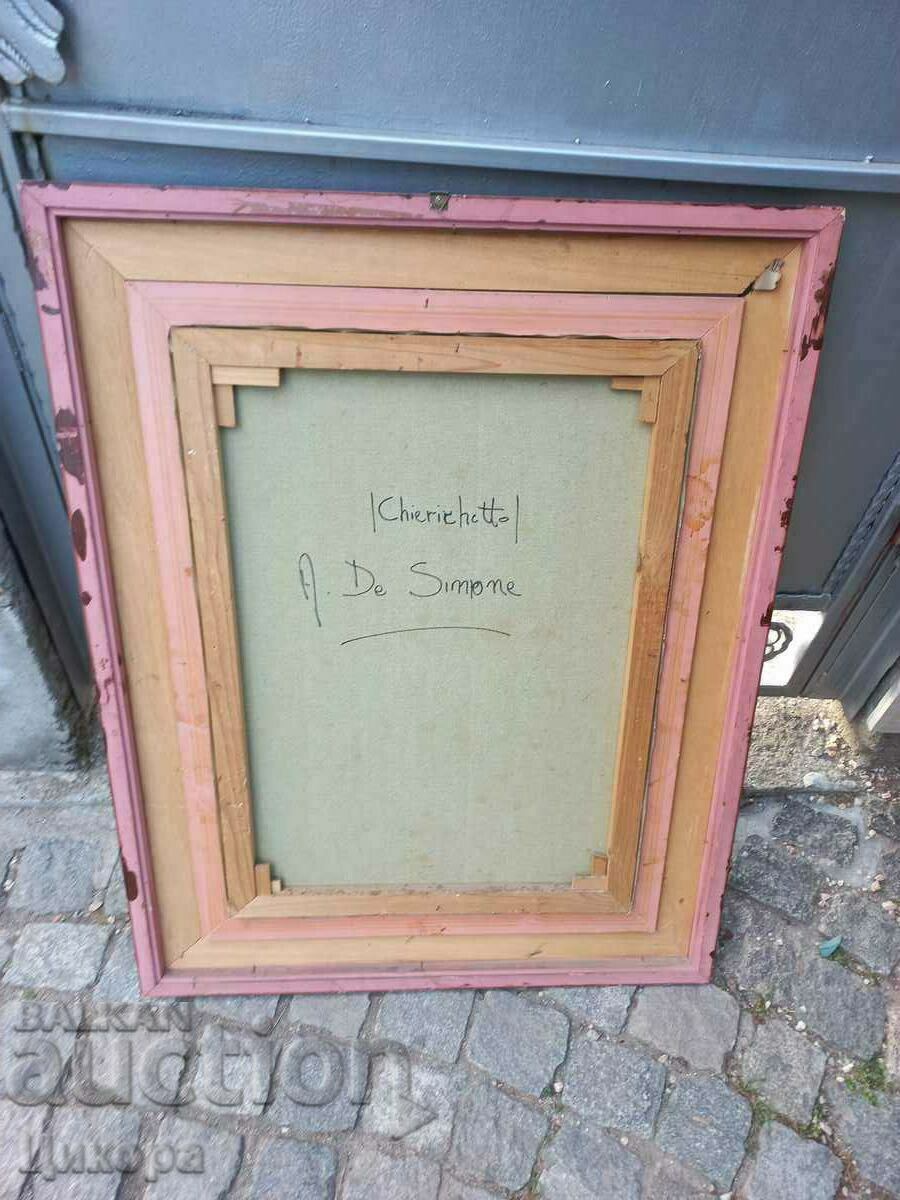 |Chierichetto|
A. De Simone
BALKAN
auction
Цикора